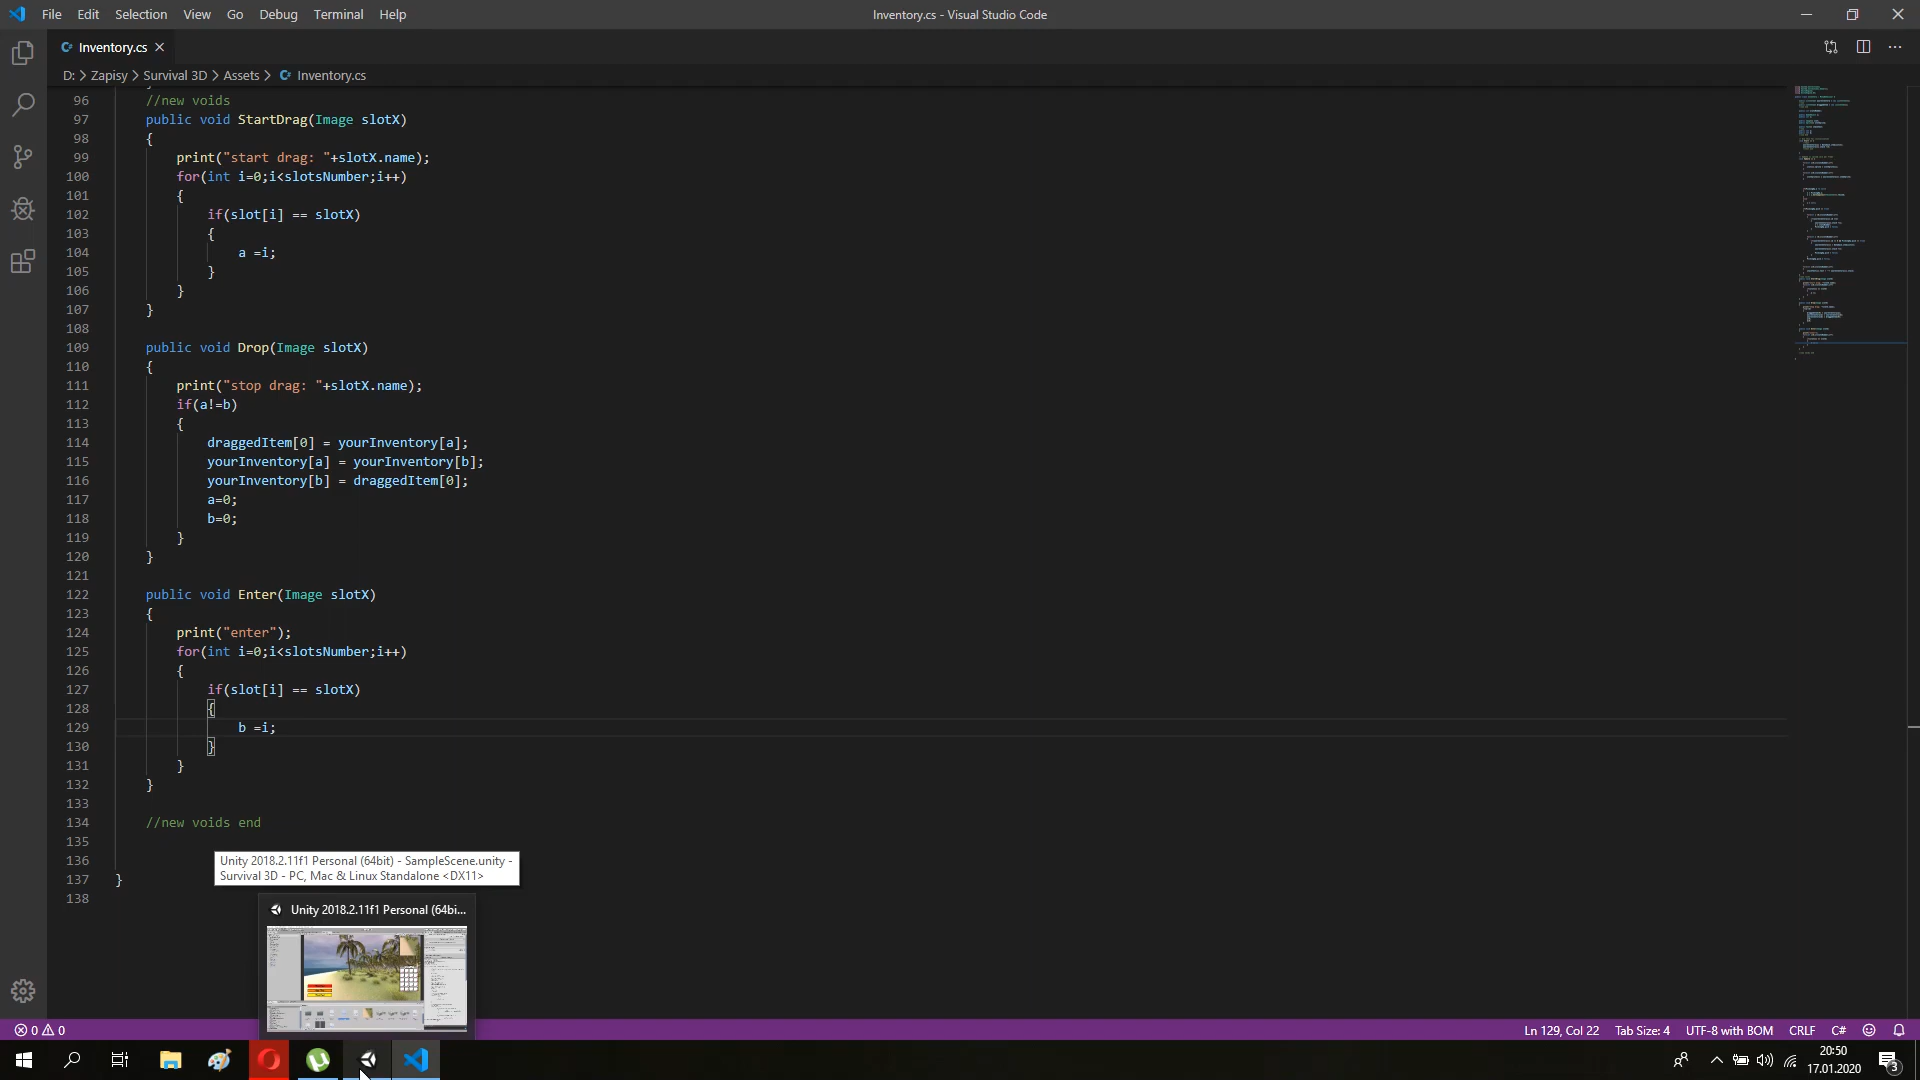 File Edit Selection View Go Debug Terminal Help
Inventory.cs - Visual Studio Code
Inventory.cs
D: > Zapisy > Survival 3D > Assets > Inventory.cs
96 //new voids
97 public void StartDrag(Image slotX)
98 {
99 print("start drag: "+slotX.name);
100 for(int i=0;i<slotsNumber;i++)
101 {
102 if(slot[i] == slotX)
103 {
104 a =i;
105 }
106 }
107 }
108
109 public void Drop(Image slotX)
110 {
111 print("stop drag: "+slotX.name);
112 if(a!=b)
113 {
114 draggedItem[0] = yourInventory[a];
115 yourInventory[a] = yourInventory[b];
116 yourInventory[b] = draggedItem[0];
117 a=0;
118 b=0;
119 }
120 }
121
122 public void Enter(Image slotX)
123 {
124 print("enter");
125 for(int i=0;i<slotsNumber;i++)
126 {
127 if(slot[i] == slotX)
128 {
129 b =i;
130 }
131 }
132 }
133
134 //new voids end
135
136
137 }
138
Unity 2018.2.11f1 Personal (64bit) - SampleScene.unity -
Survival 3D - PC, Mac & Linux Standalone <DX11>
Unity 2018.2.11f1 Personal (64bi...
0 0
Ln 129, Col 22 Tab Size: 4 UTF-8 with BOM CRLF C#
20:50
17.01.2020
3